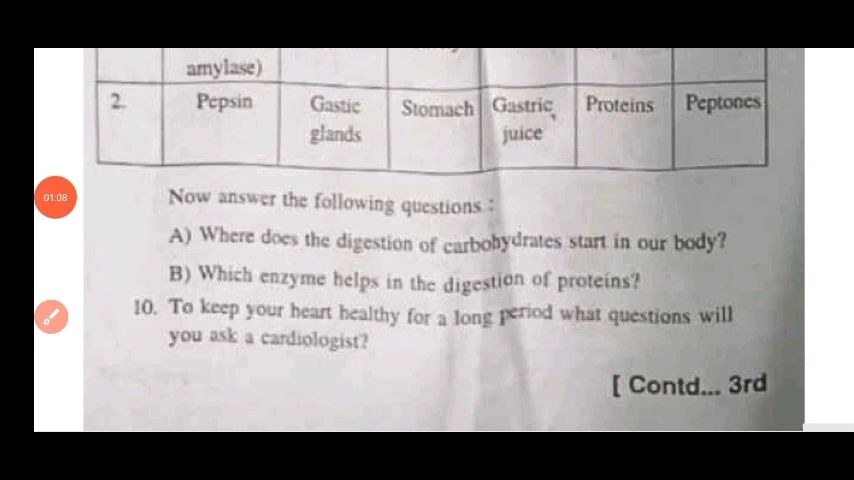 amylase)
2. Pepsin Gastic glands Stomach Gastric juice Proteins Peptones
Now answer the following questions :
A) Where does the digestion of carbohydrates start in our body?
B) Which enzyme helps in the digestion of proteins?
10. To keep your heart healthy for a long period what questions will
you ask a cardiologist?
[ Contd... 3rd
01:08